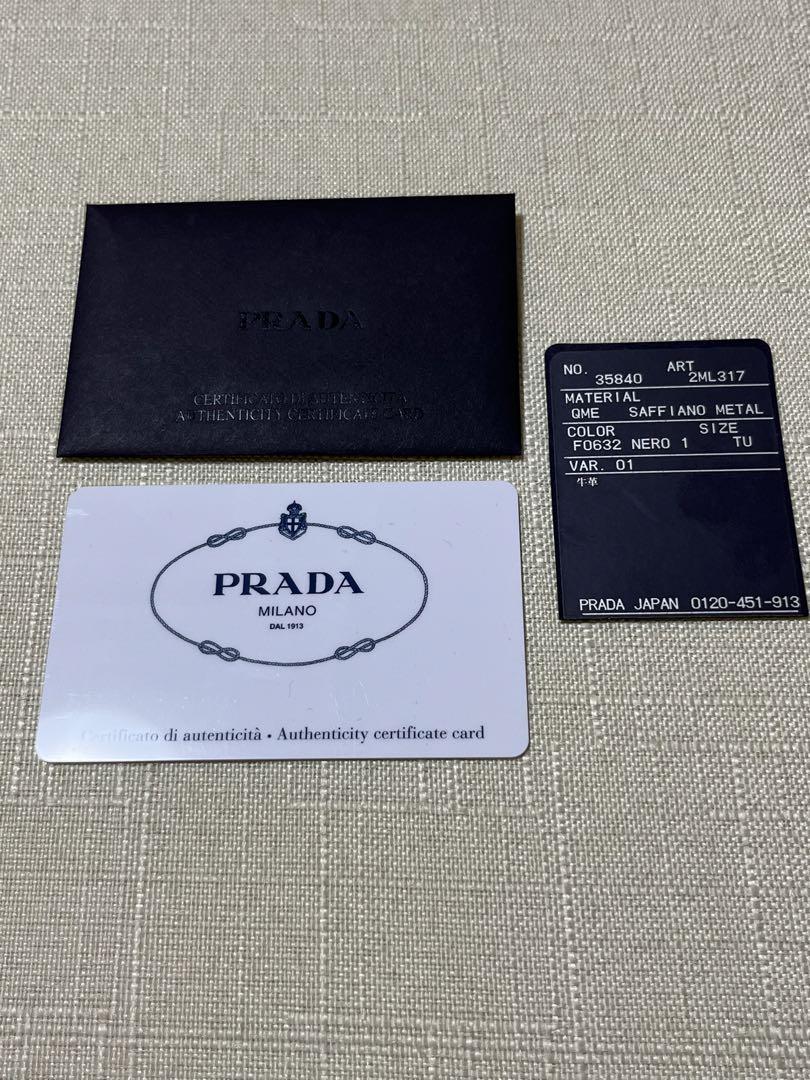 PRADA
CERTIFICATO DI AUTENTICITÀ
AUTHENTICITY CERTIFICATE CARD
PRADA
MILANO
DAL 1913
Certificato di autenticità • Authenticity certificate card
NO. 35840 ART 2ML317
MATERIAL
QME SAFFIANO METAL
COLOR SIZE
F0632 NERO 1 TU
VAR. 01
牛革
PRADA JAPAN 0120-451-913